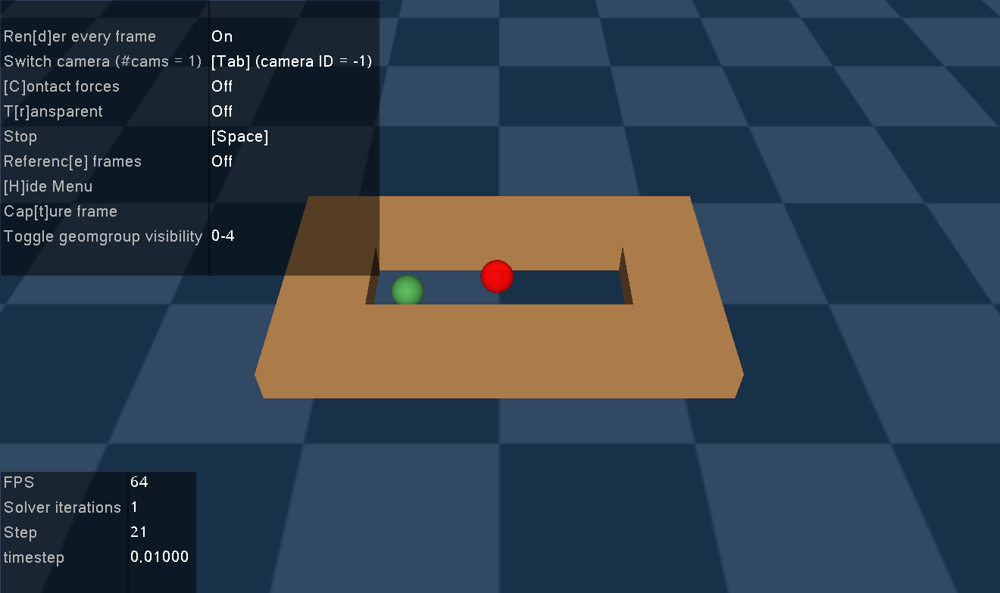 Ren[d]er every frame On
Switch camera (#cams = 1) [Tab] (camera ID = -1)
[C]ontact forces Off
T[r]ansparent Off
Stop [Space]
Referenc[e] frames Off
[H]ide Menu
Cap[t]ure frame
Toggle geomgroup visibility 0-4
FPS 64
Solver iterations 1
Step 21
timestep 0.01000